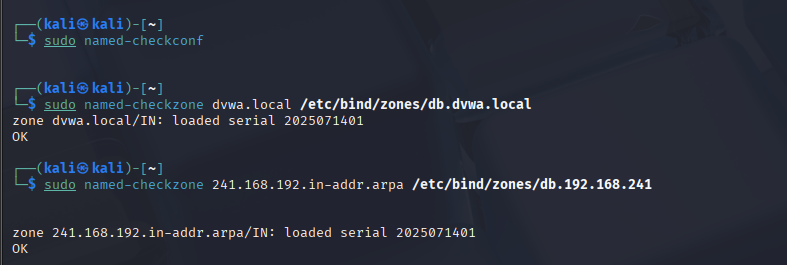 ┌──(kali㉿kali)-[~]
└─$ sudo named-checkconf
┌──(kali㉿kali)-[~]
└─$ sudo named-checkzone dvwa.local /etc/bind/zones/db.dvwa.local
zone dvwa.local/IN: loaded serial 2025071401
OK
┌──(kali㉿kali)-[~]
└─$ sudo named-checkzone 241.168.192.in-addr.arpa /etc/bind/zones/db.192.168.241
zone 241.168.192.in-addr.arpa/IN: loaded serial 2025071401
OK